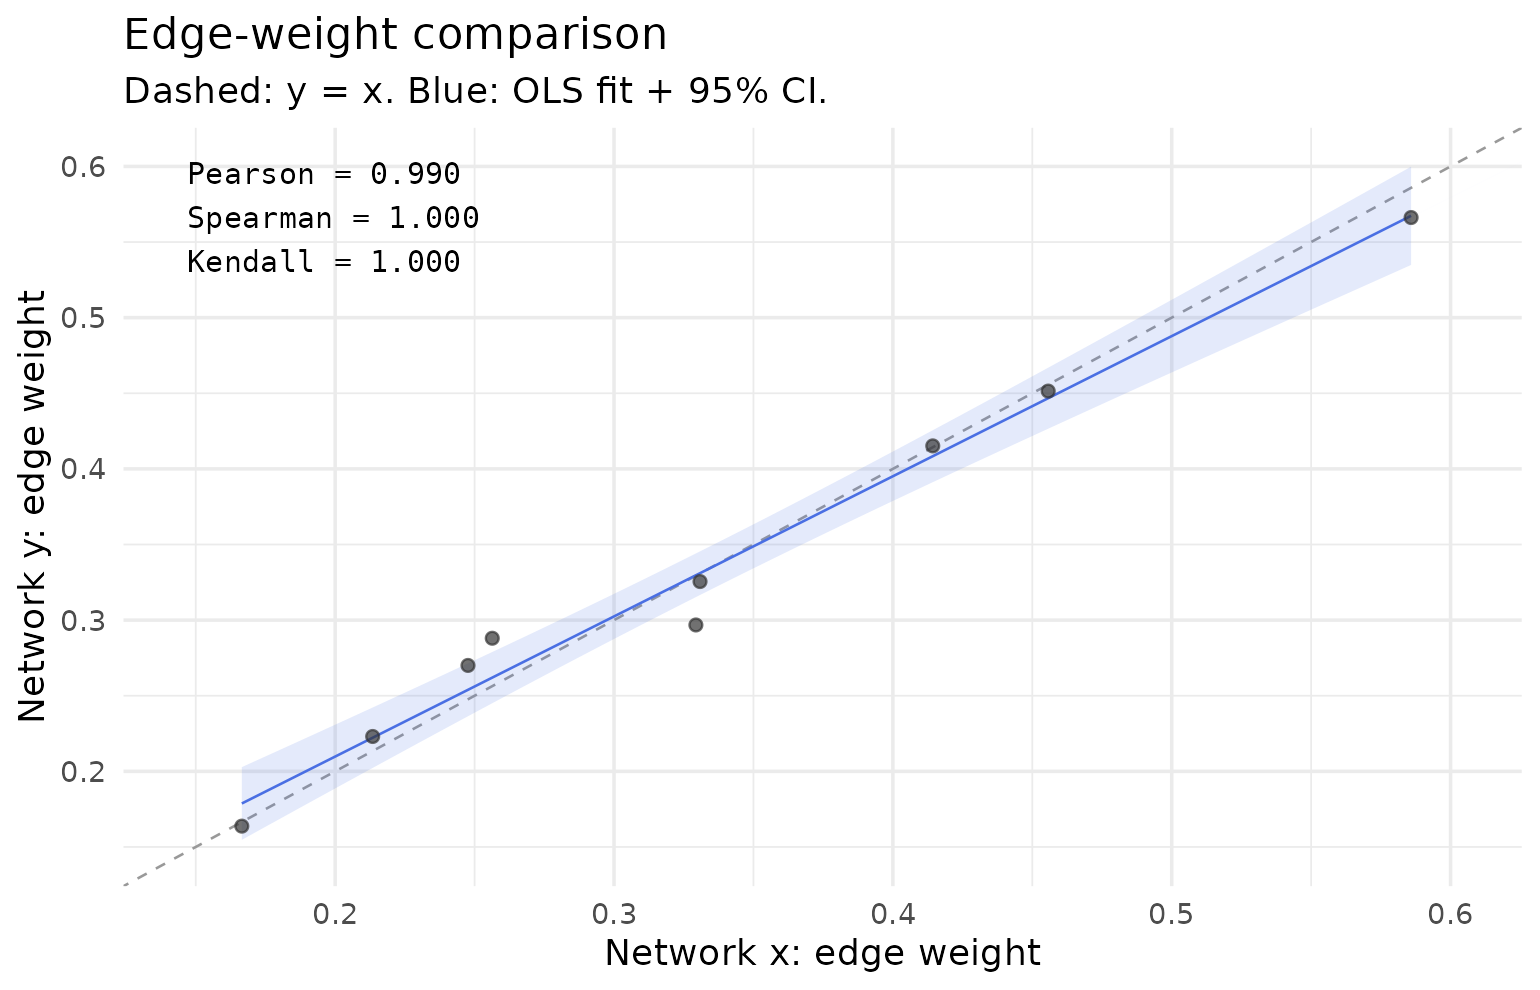 Edge-weight comparison
Dashed: y = x. Blue: OLS fit + 95% CI.
Pearson = 0.990
Spearman = 1.000
Kendall = 1.000
Network y: edge weight
0.6
0.5
0.4
0.3
0.2
0.2 0.3 0.4 0.5 0.6
Network x: edge weight